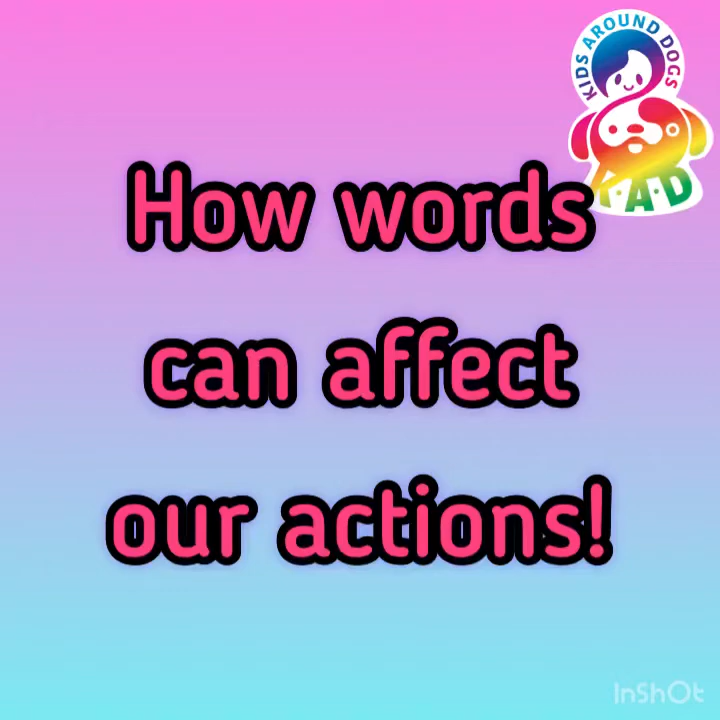 KIDS AROUND DOGS
K·A·D
How words
can affect
our actions!
InShOt